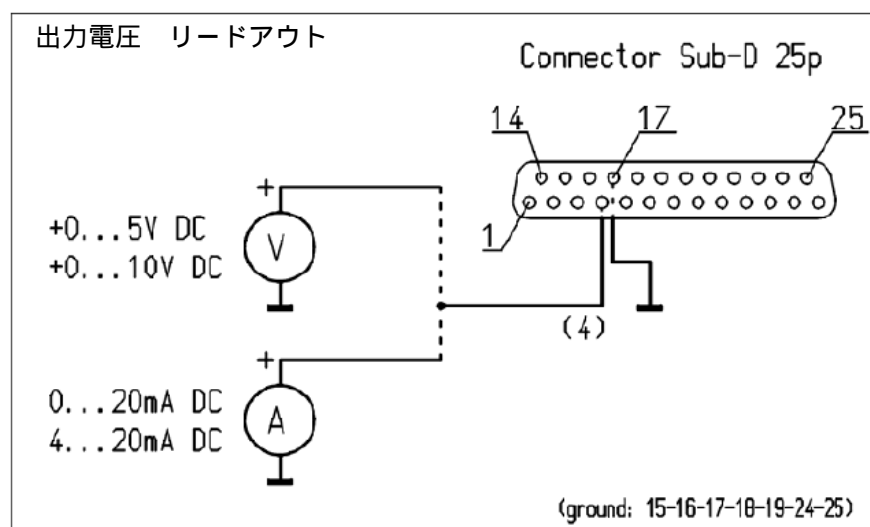 出力電圧　リードアウト
Connector Sub-D 25p
14 17 25
+
+0...5V DC
V
+0...10V DC
1
(4)
+
0...20mA DC
A
4...20mA DC
(ground: 15-16-17-18-19-24-25)